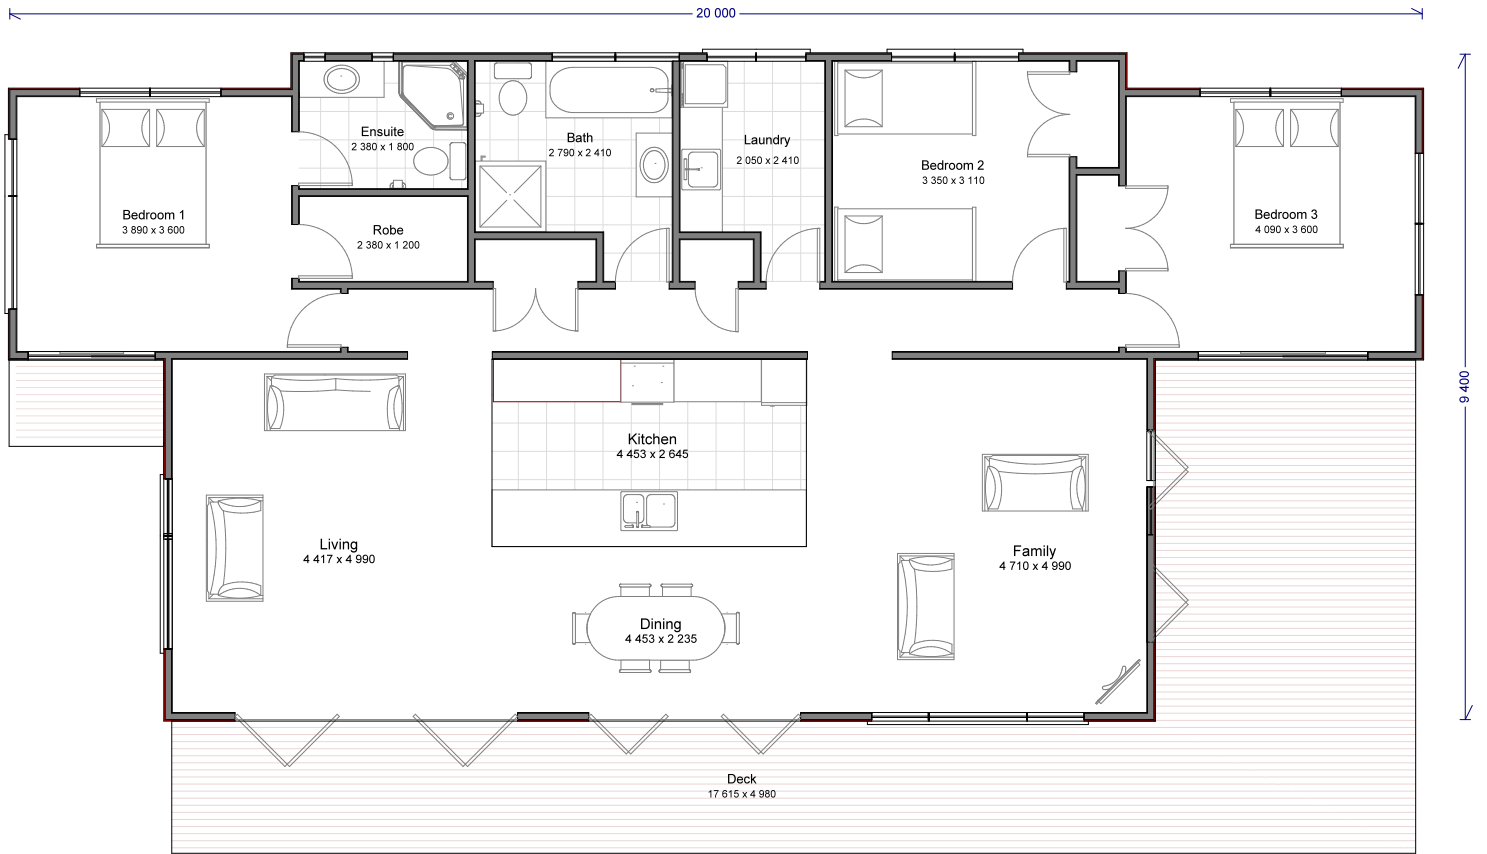 20 000
Ensuite
2 380 x 1 800
Bath
2 790 x 2 410
Laundry
2 050 x 2 410
Bedroom 2
3 350 x 3 110
Bedroom 1
3 890 x 3 600
Robe
2 380 x 1 200
Bedroom 3
4 090 x 3 600
9 400
Kitchen
4 453 x 2 645
Living
4 417 x 4 990
Family
4 710 x 4 990
Dining
4 453 x 2 235
Deck
17 615 x 4 980